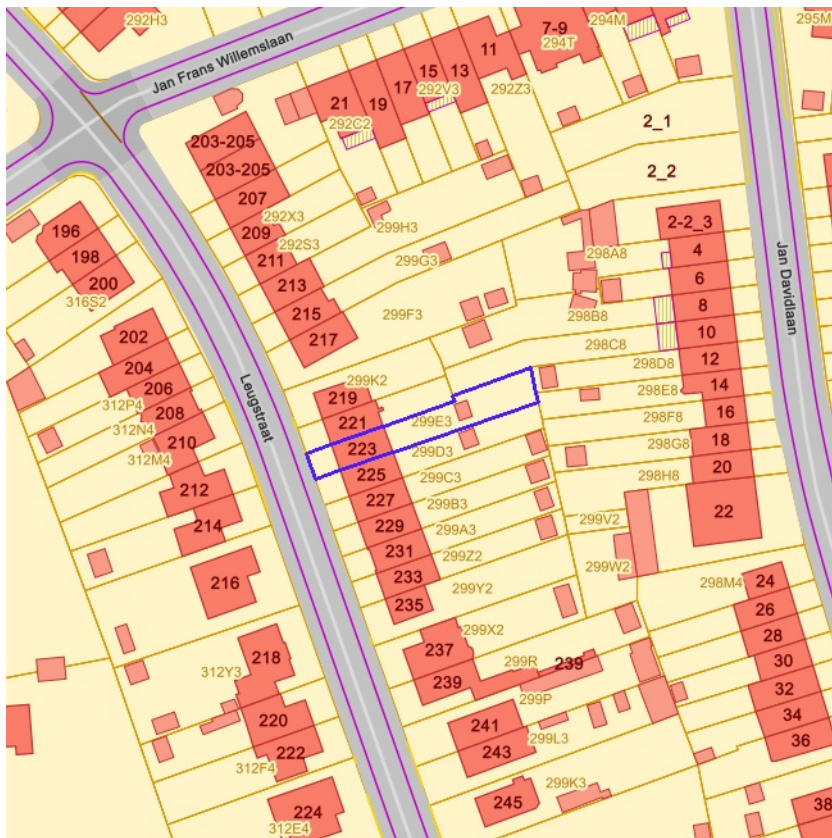 292H3
Jan Frans Willemslaan
294M
295M
7-9
294T
11
13
15
17
19
21
292V3
292Z3
292C2
2_1
2_2
203-205
203-205
207
292X3
209
292S3
211
213
215
217
299H3
299G3
299F3
196
198
200
316S2
202
204
206
312P4
208
312N4
210
312M4
212
214
216
Leugstraat
2-2_3
298A8
4
6
298B8
8
10
298C8
12
298D8
14
298E8
16
298F8
18
298G8
20
298H8
22
Jan Davidlaan
299K2
219
221
299E3
223
299D3
225
299C3
227
299B3
229
299A3
231
299Z2
233
299Y2
235
299V2
299W2
298M4
24
26
28
30
32
34
36
38
299X2
237
299R
239
239
299P
241
299L3
243
299K3
245
218
312Y3
220
222
312F4
224
312E4